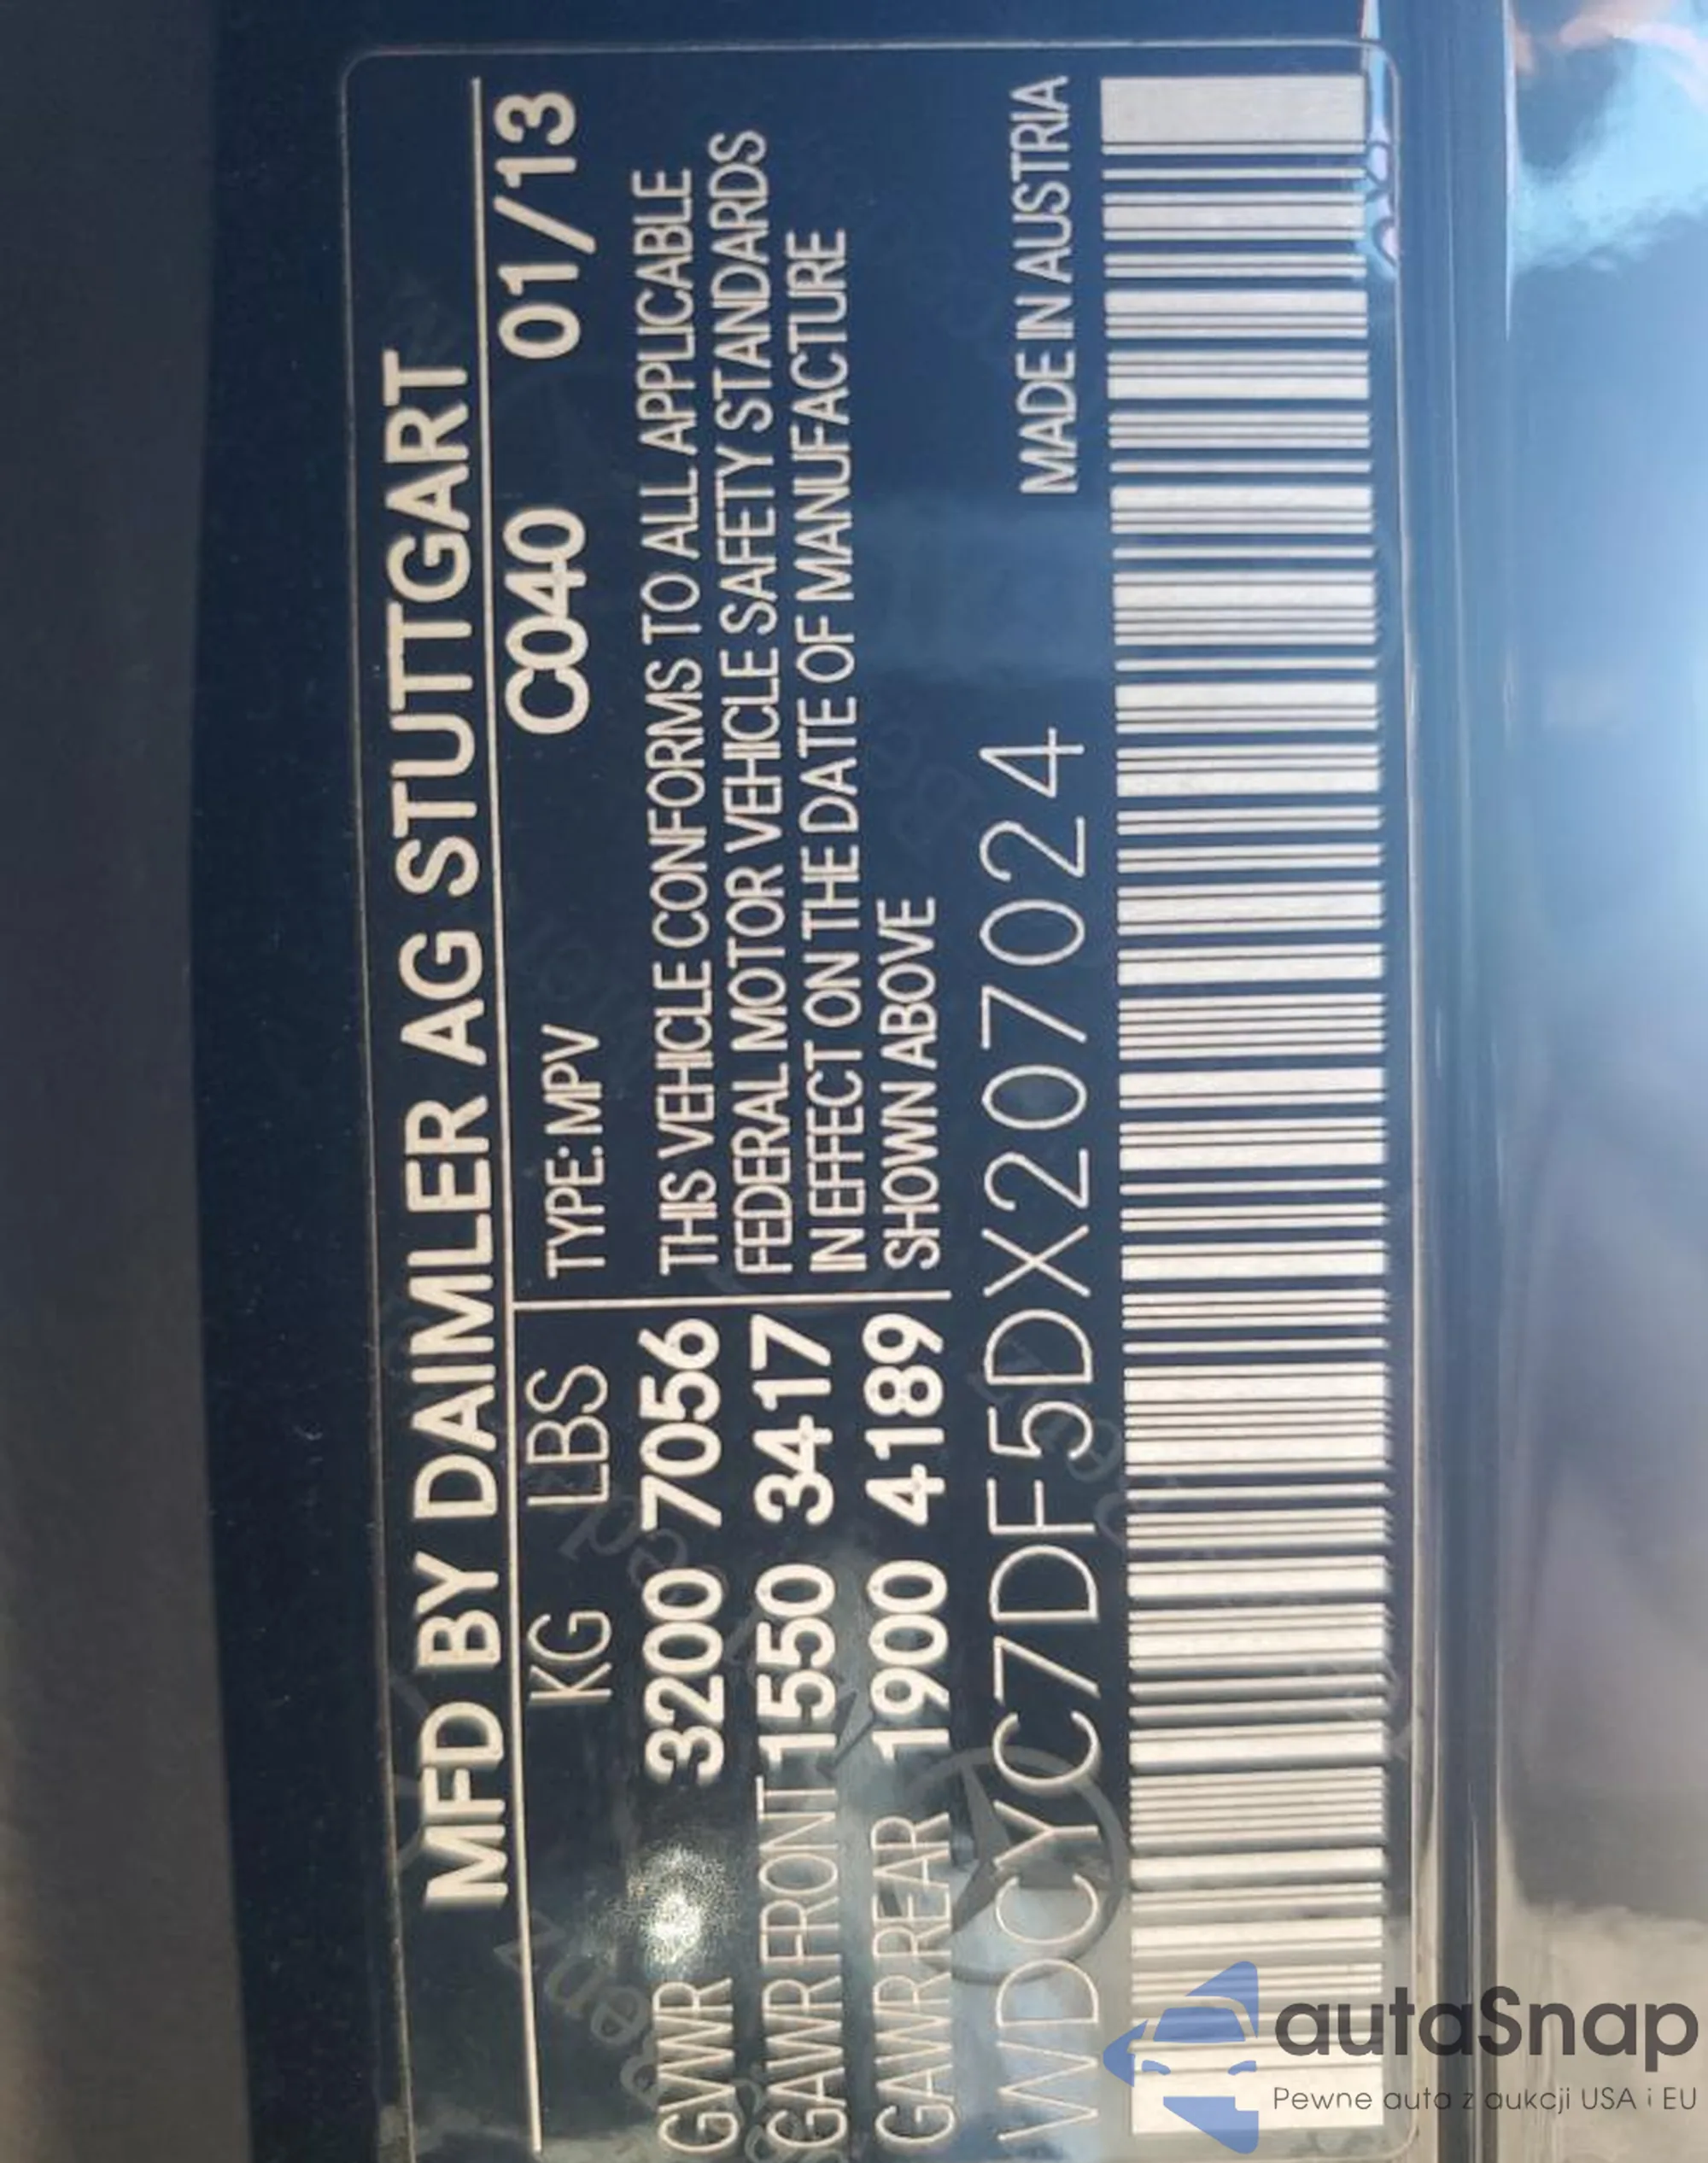 MFD BY DAIMLER AG STUTTGART
KG LBS TYPE: MPV C040 01/13
GVWR 3200 7056 THIS VEHICLE CONFORMS TO ALL APPLICABLE
FEDERAL MOTOR VEHICLE SAFETY STANDARDS
GAWR FRONT 1550 3417 IN EFFECT ON THE DATE OF MANUFACTURE
GAWR REAR 1900 4189 SHOWN ABOVE
WDCYC7DF5DX207024 MADE IN AUSTRIA
autaSnap
Pewne auta z aukcji USA i EU